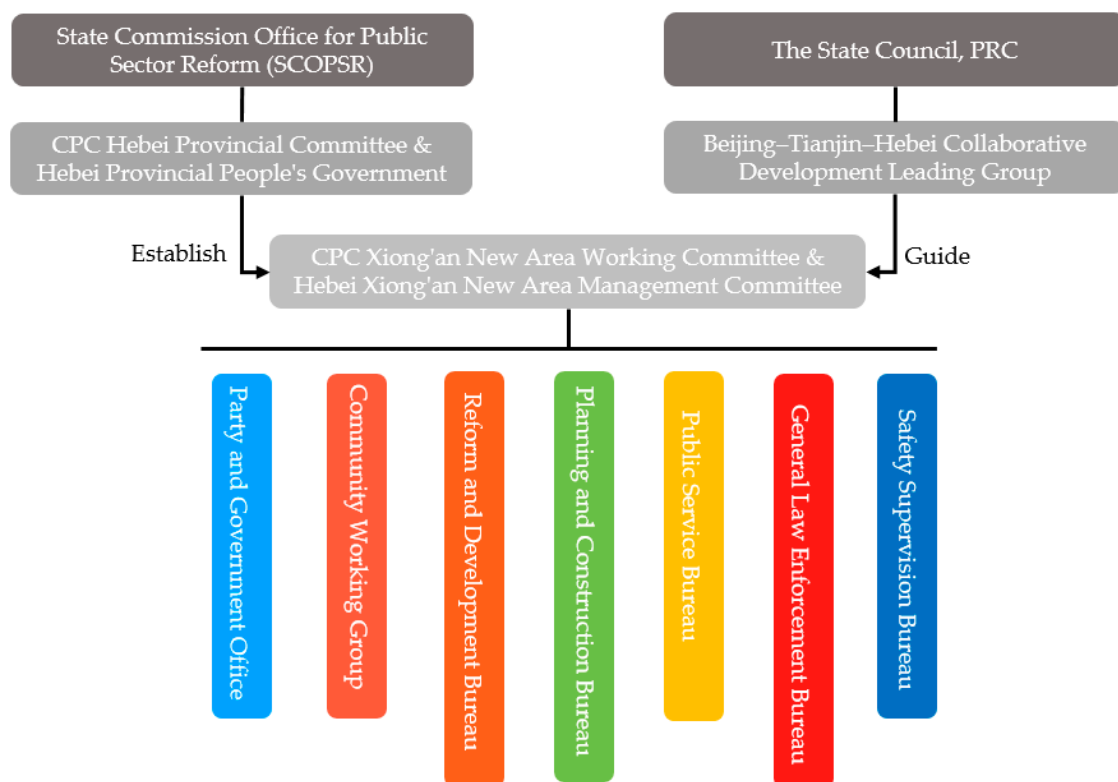 State Commission Office for Public
Sector Reform (SCOPSR)
The State Council, PRC
CPC Hebei Provincial Committee &
Hebei Provincial People's Government
Beijing–Tianjin–Hebei Collaborative
Development Leading Group
Establish
CPC Xiong'an New Area Working Committee &
Hebei Xiong'an New Area Management Committee
Guide
Party and Government Office
Community Working Group
Reform and Development Bureau
Planning and Construction Bureau
Public Service Bureau
General Law Enforcement Bureau
Safety Supervision Bureau